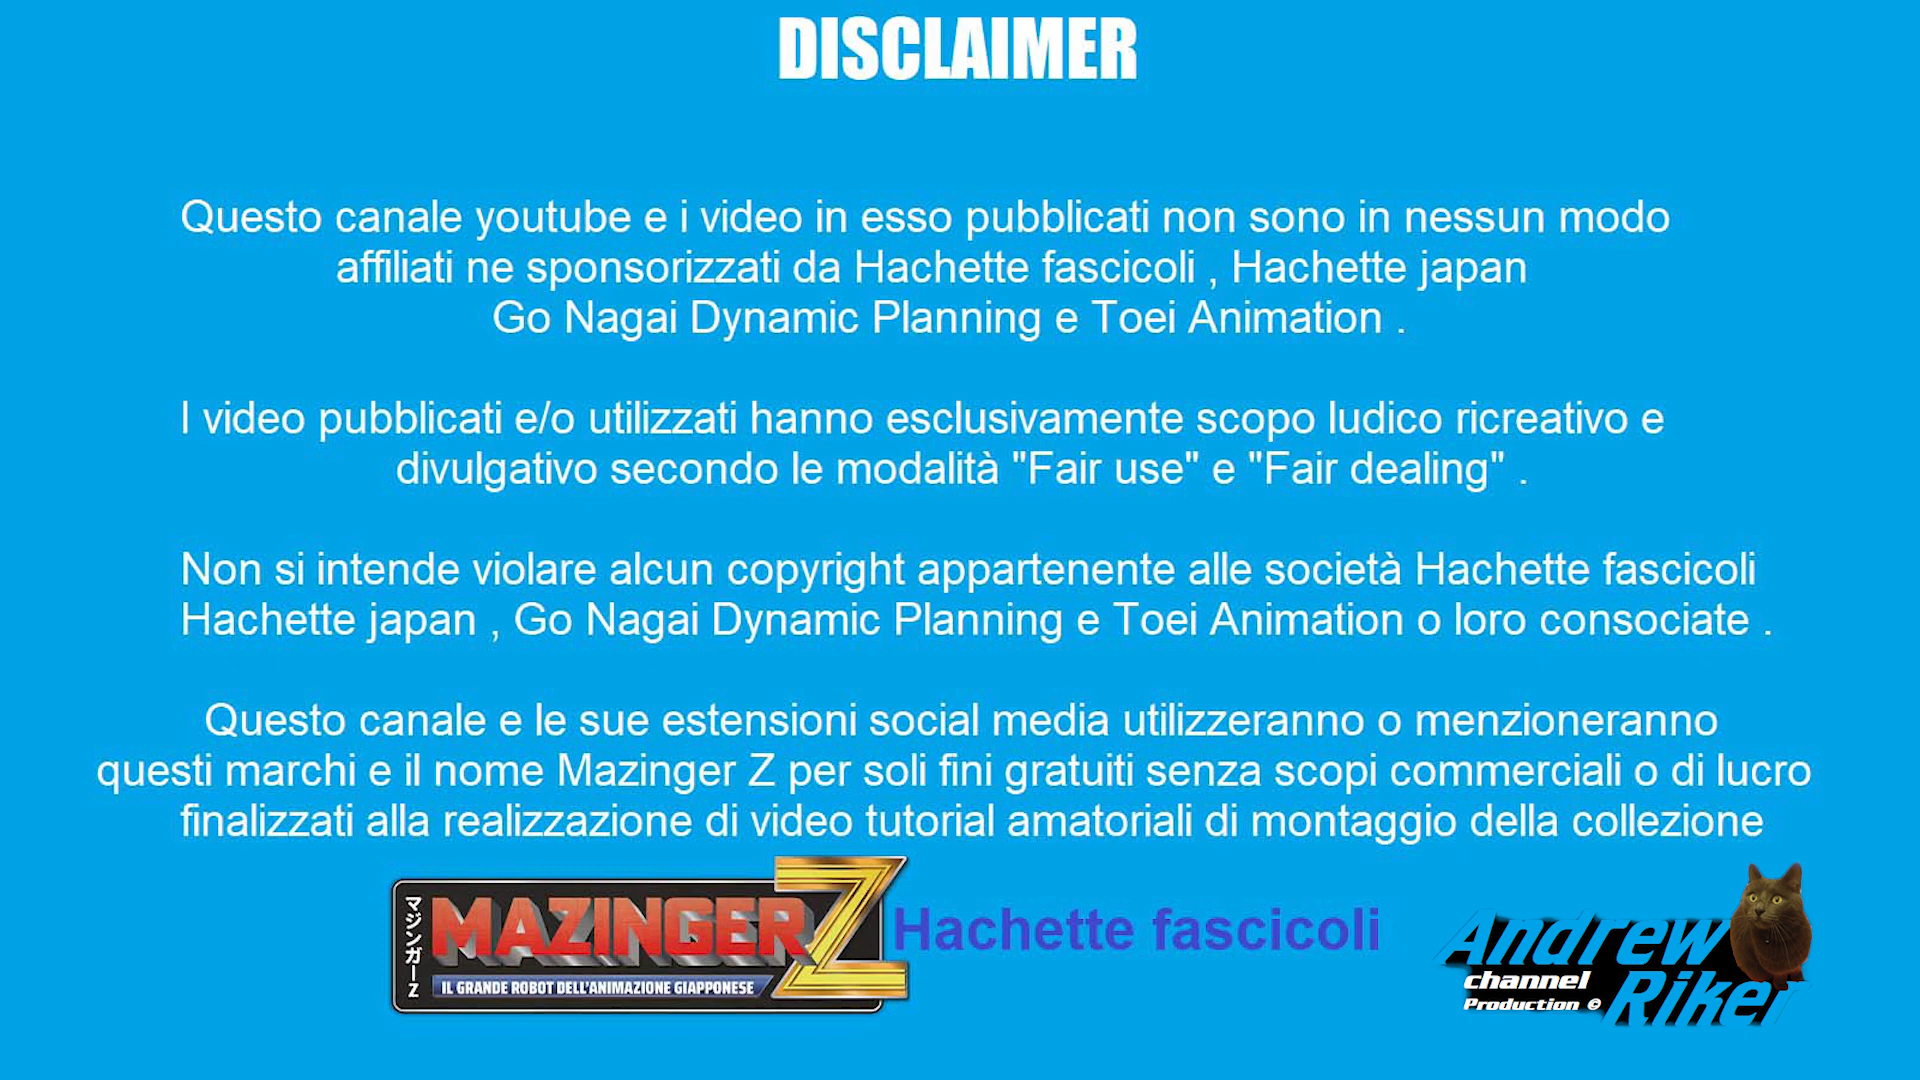 DISCLAIMER
Questo canale youtube e i video in esso pubblicati non sono in nessun modo
affiliati ne sponsorizzati da Hachette fascicoli , Hachette japan
Go Nagai Dynamic Planning e Toei Animation .
I video pubblicati e/o utilizzati hanno esclusivamente scopo ludico ricreativo e
divulgativo secondo le modalità "Fair use" e "Fair dealing" .
Non si intende violare alcun copyright appartenente alle società Hachette fascicoli
Hachette japan , Go Nagai Dynamic Planning e Toei Animation o loro consociate .
Questo canale e le sue estensioni social media utilizzeranno o menzioneranno
questi marchi e il nome Mazinger Z per soli fini gratuiti senza scopi commerciali o di lucro
finalizzati alla realizzazione di video tutorial amatoriali di montaggio della collezione
マジンガーZ
MAZINGER Z
IL GRANDE ROBOT DELL'ANIMAZIONE GIAPPONESE
Hachette fascicoli
Andrew
channel
Production ©
Riker